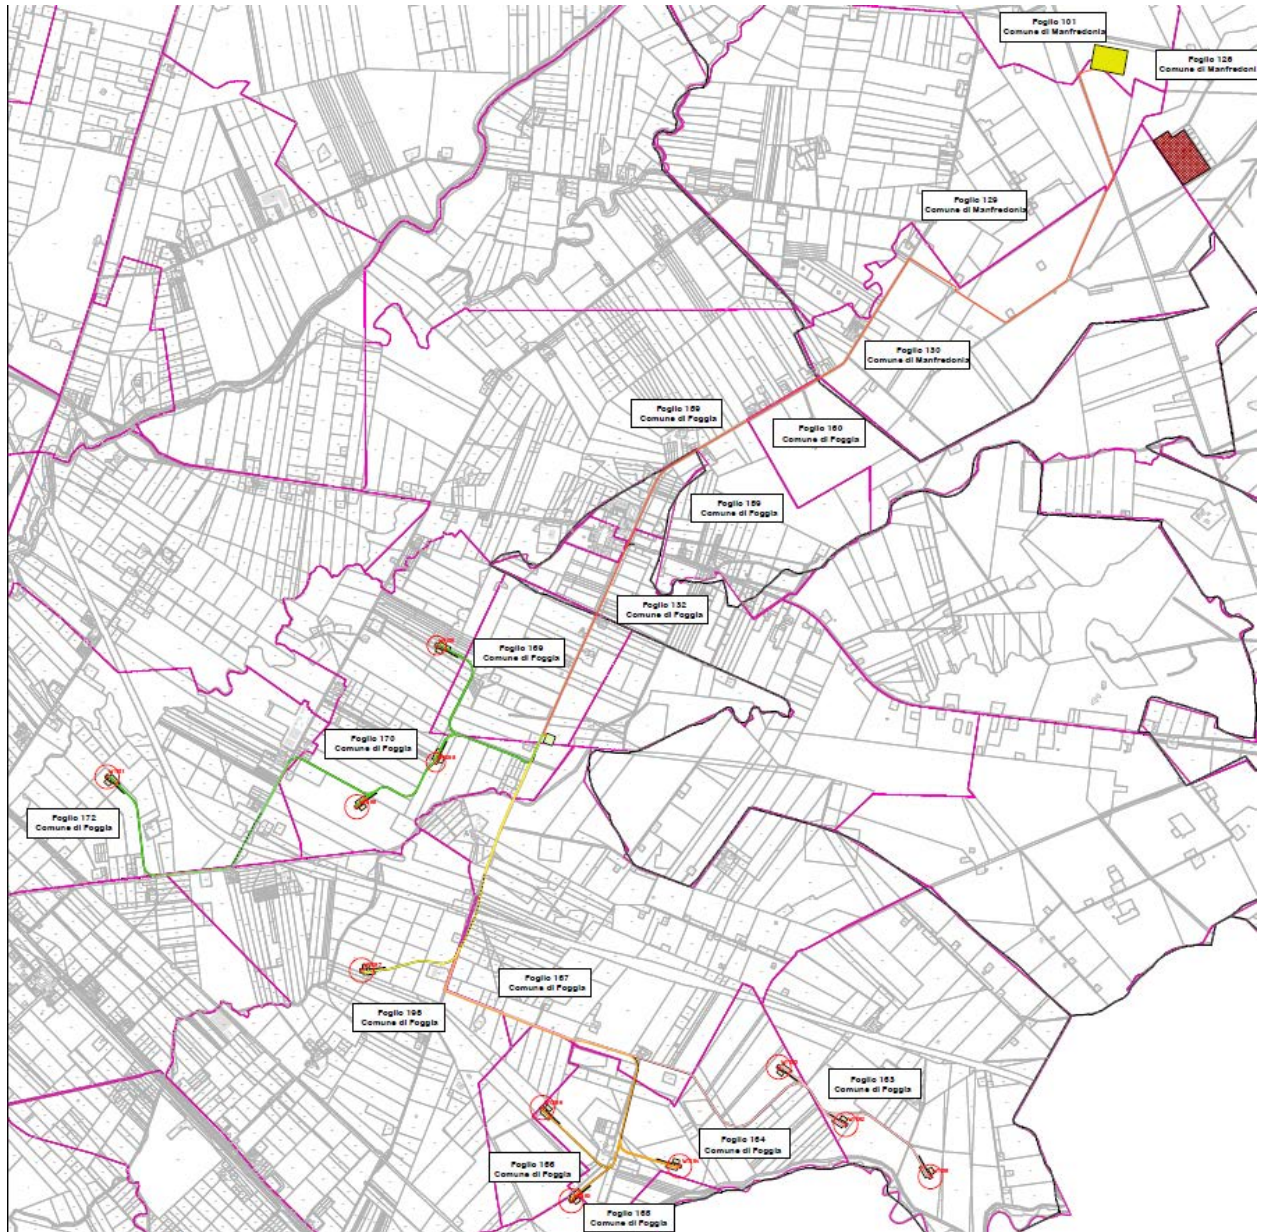 Foglio 101
Comune di Manfredonia
Foglio 128
Comune di Manfredoni
Foglio 129
Comune di Manfredonia
Foglio 130
Comune di Manfredonia
Foglio 159
Comune di Foggia
Foglio 160
Comune di Foggia
Foglio 159
Comune di Foggia
Foglio 132
Comune di Foggia
Foglio 169
Comune di Foggia
Foglio 170
Comune di Foggia
Foglio 172
Comune di Foggia
Foglio 167
Comune di Foggia
Foglio 195
Comune di Foggia
Foglio 163
Comune di Foggia
Foglio 164
Comune di Foggia
Foglio 166
Comune di Foggia
Foglio 165
Comune di Foggia